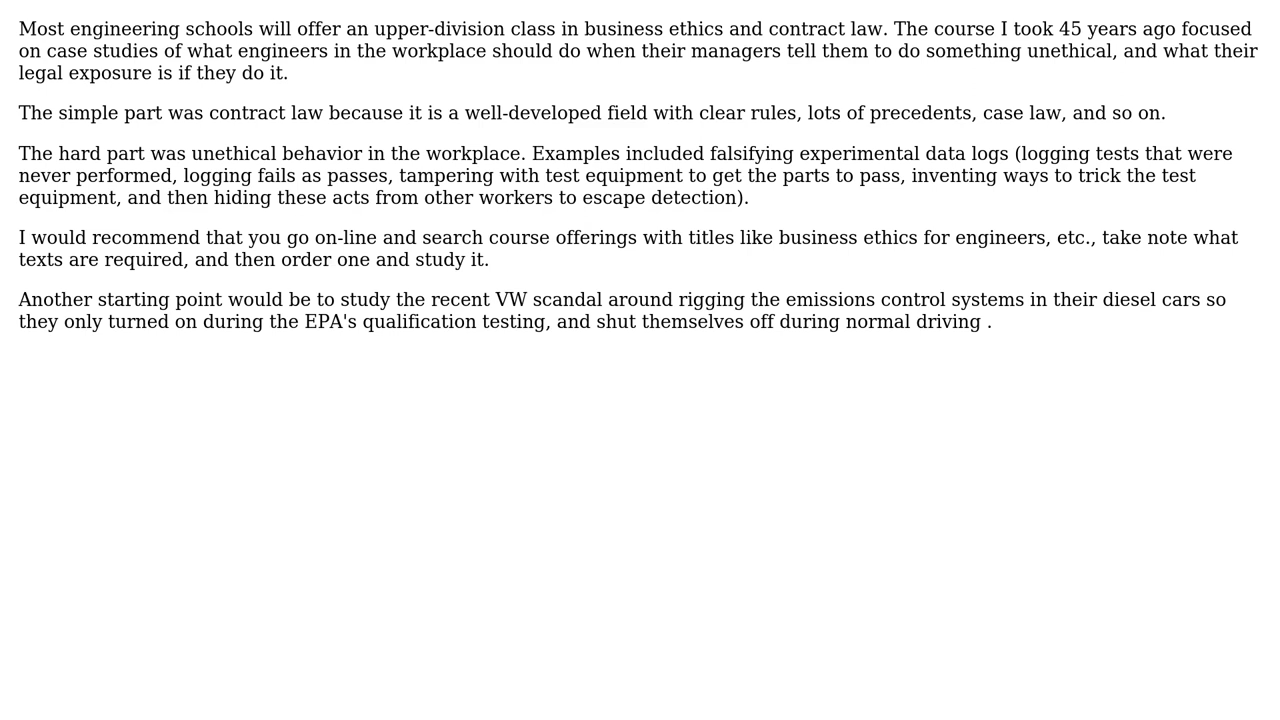 Most engineering schools will offer an upper-division class in business ethics and contract law. The course I took 45 years ago focused
on case studies of what engineers in the workplace should do when their managers tell them to do something unethical, and what their
legal exposure is if they do it.
The simple part was contract law because it is a well-developed field with clear rules, lots of precedents, case law, and so on.
The hard part was unethical behavior in the workplace. Examples included falsifying experimental data logs (logging tests that were
never performed, logging fails as passes, tampering with test equipment to get the parts to pass, inventing ways to trick the test
equipment, and then hiding these acts from other workers to escape detection).
I would recommend that you go on-line and search course offerings with titles like business ethics for engineers, etc., take note what
texts are required, and then order one and study it.
Another starting point would be to study the recent VW scandal around rigging the emissions control systems in their diesel cars so
they only turned on during the EPA's qualification testing, and shut themselves off during normal driving .